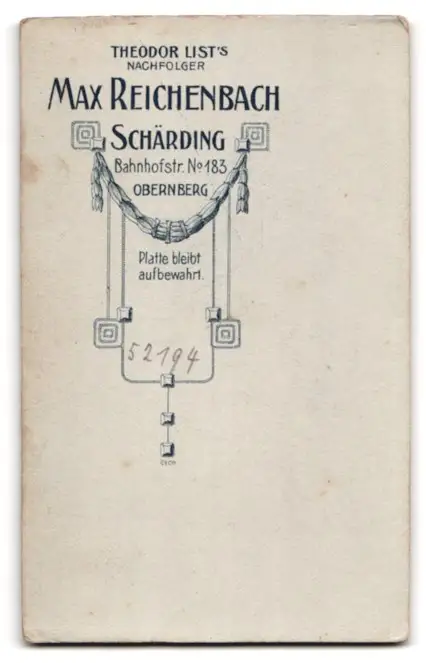 THEODOR LIST'S
NACHFOLGER
MAX REICHENBACH
SCHÄRDING
Bahnhofstr. No 183
OBERNBERG
Platte bleibt
aufbewahrt.
52194